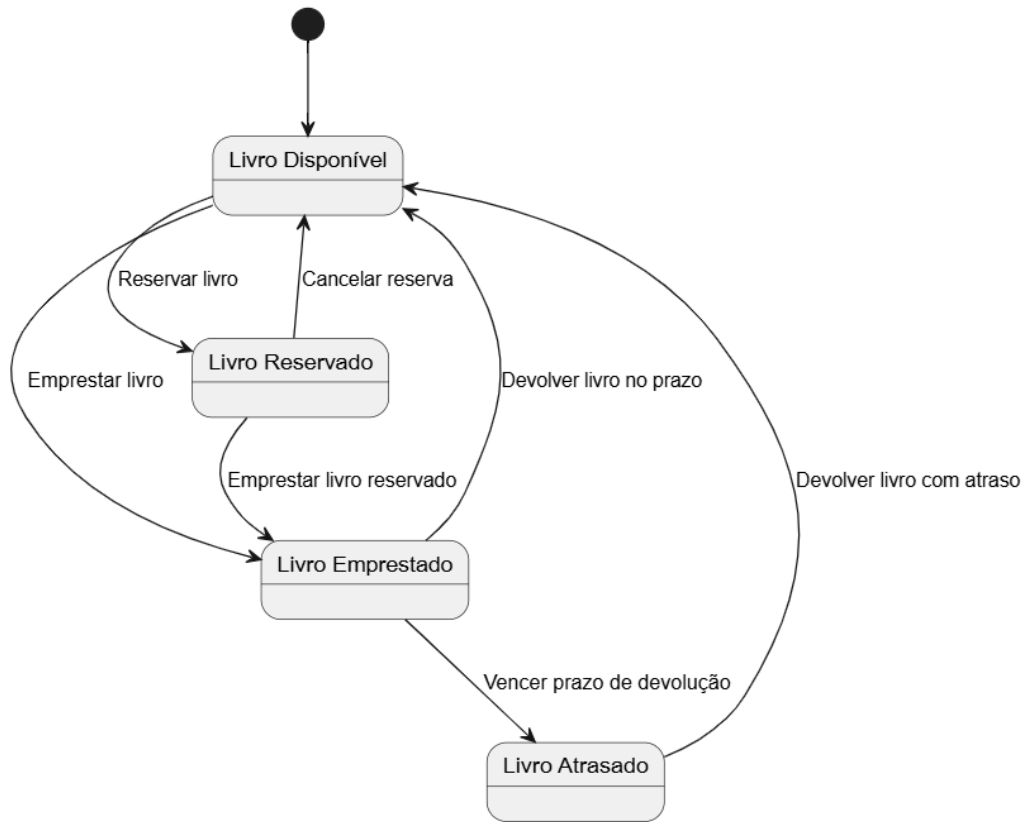 Livro Disponível
Reservar livro
Cancelar reserva
Livro Reservado
Emprestar livro
Devolver livro no prazo
Emprestar livro reservado
Devolver livro com atraso
Livro Emprestado
Vencer prazo de devolução
Livro Atrasado